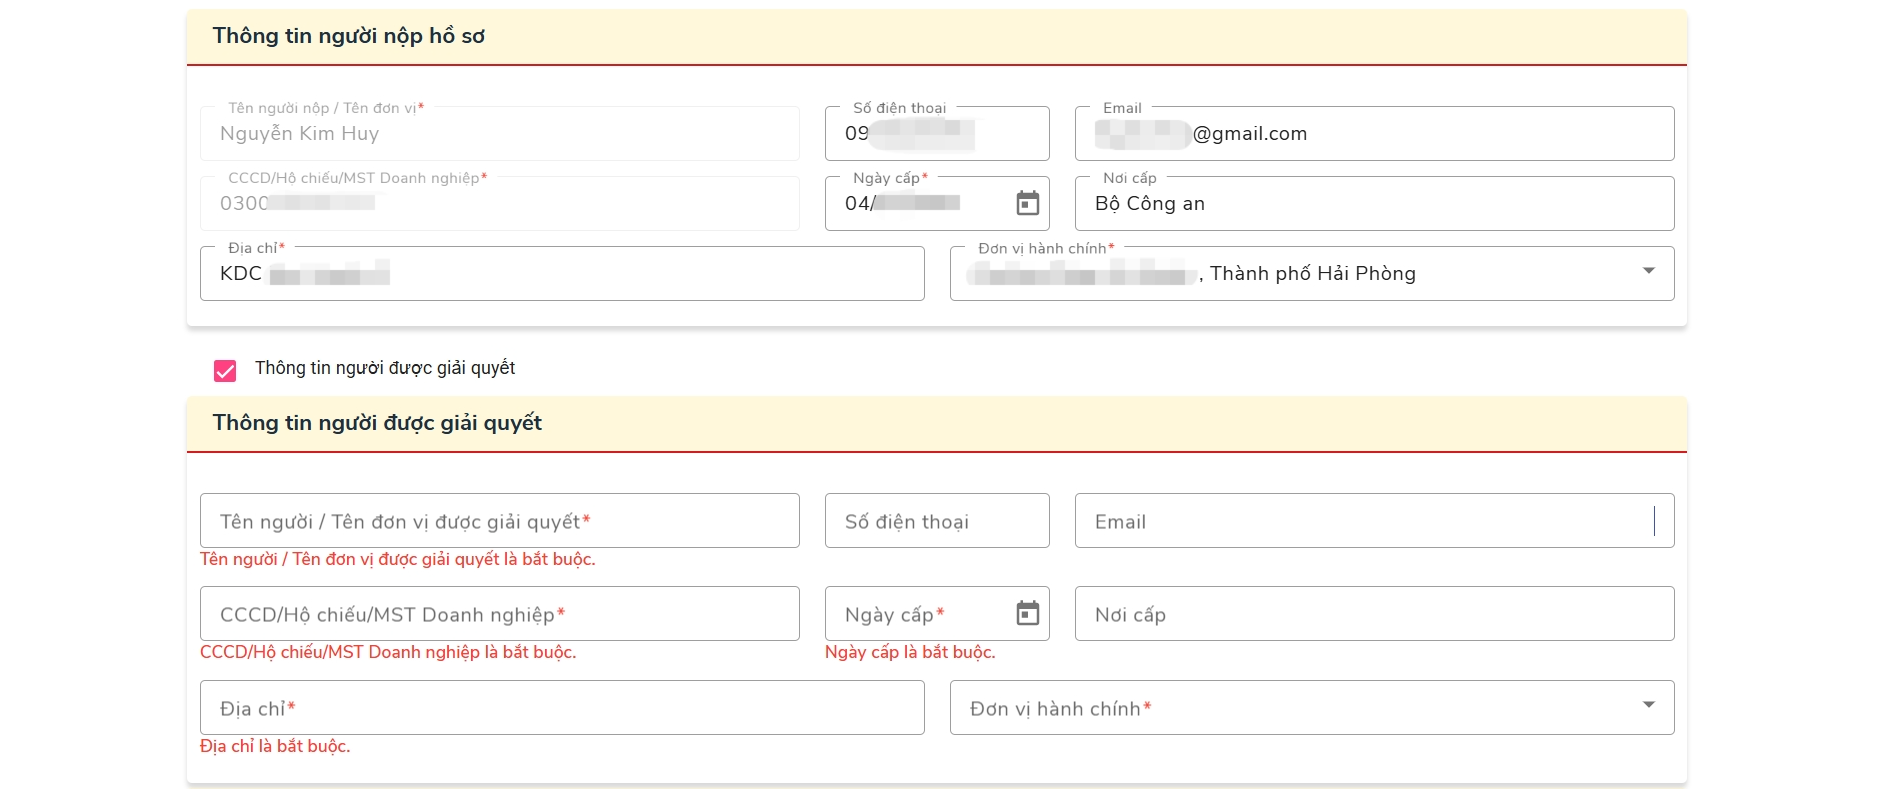 Thông tin người nộp hồ sơ
Tên người nộp / Tên đơn vị* Số điện thoại Email
Nguyễn Kim Huy 09 @gmail.com
CCCD/Hộ chiếu/MST Doanh nghiệp* Ngày cấp* Nơi cấp
0300 04/ Bộ Công an
Địa chỉ* Đơn vị hành chính*
KDC , Thành phố Hải Phòng
Thông tin người được giải quyết
Thông tin người được giải quyết
Tên người / Tên đơn vị được giải quyết* Số điện thoại Email
Tên người / Tên đơn vị được giải quyết là bắt buộc.
CCCD/Hộ chiếu/MST Doanh nghiệp* Ngày cấp* Nơi cấp
CCCD/Hộ chiếu/MST Doanh nghiệp là bắt buộc. Ngày cấp là bắt buộc.
Địa chỉ* Đơn vị hành chính*
Địa chỉ là bắt buộc.